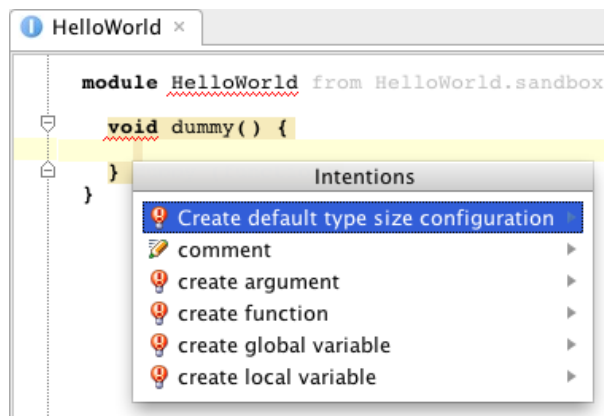 HelloWorld ×
module HelloWorld from HelloWorld.sandbox
void dummy() {
}
}
Intentions
Create default type size configuration
comment
create argument
create function
create global variable
create local variable